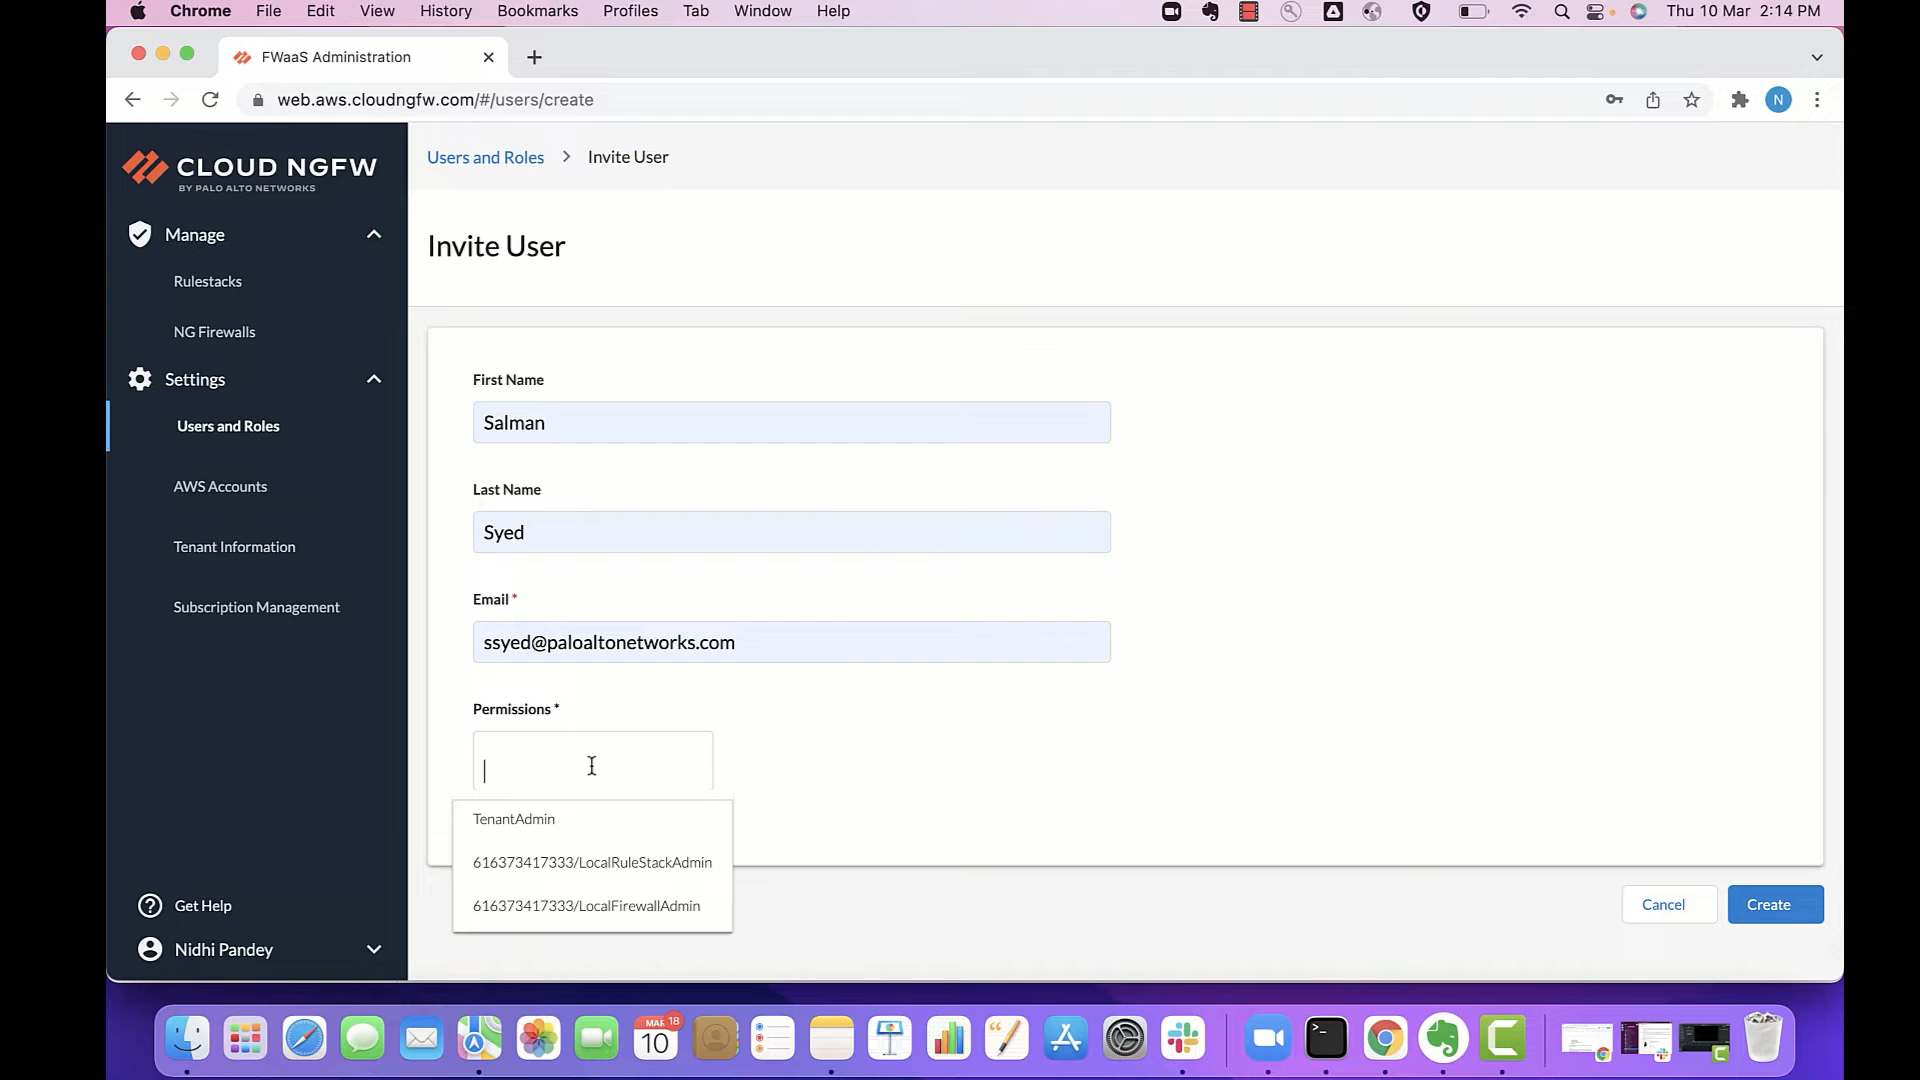 Chrome File Edit View History Bookmarks Profiles Tab Window Help Thu 10 Mar 2:14 PM
FWaaS Administration
web.aws.cloudngfw.com/#/users/create
N
CLOUD NGFW
BY PALO ALTO NETWORKS
Manage
Rulestacks
NG Firewalls
Settings
Users and Roles
AWS Accounts
Tenant Information
Subscription Management
Get Help
Nidhi Pandey
Users and Roles > Invite User
Invite User
First Name
Salman
Last Name
Syed
Email *
ssyed@paloaltonetworks.com
Permissions *
TenantAdmin
616373417333/LocalRuleStackAdmin
616373417333/LocalFirewallAdmin
Cancel
Create
MAR 18
10